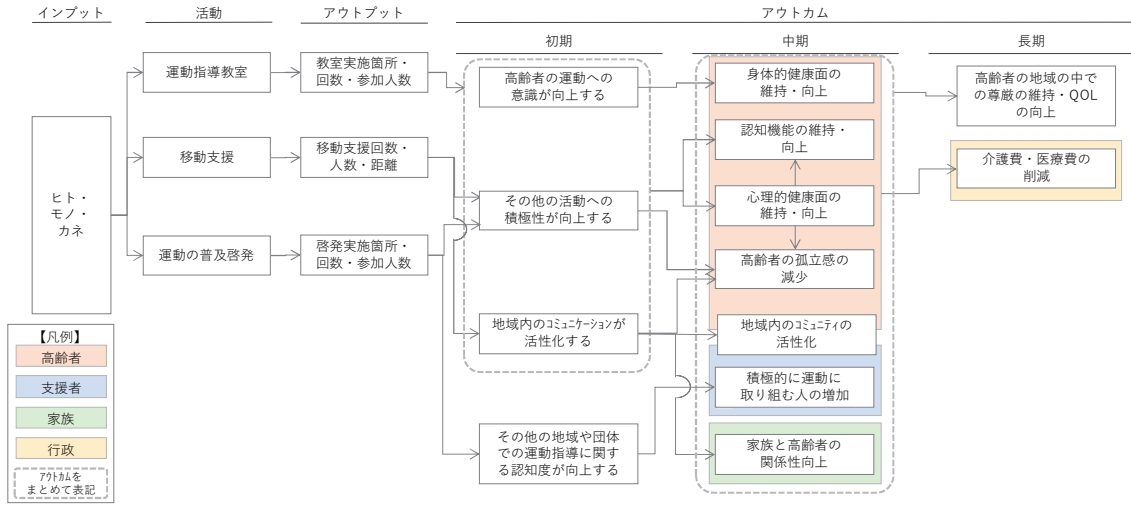 インプット
活動
アウトプット
アウトカム
初期
中期
長期
ヒト・
モノ・
カネ
運動指導教室
移動支援
運動の普及啓発
教室実施箇所・
回数・参加人数
移動支援回数・
人数・距離
啓発実施箇所・
回数・参加人数
高齢者の運動への
意識が向上する
その他の活動への
積極性が向上する
地域内のｺﾐｭﾆｹｰｼｮﾝが
活性化する
その他の地域や団体
での運動指導に関す
る認知度が向上する
身体的健康面の
維持・向上
認知機能の維持・
向上
心理的健康面の
維持・向上
高齢者の孤立感の
減少
地域内のｺﾐｭﾆﾃｨの
活性化
積極的に運動に
取り組む人の増加
家族と高齢者の
関係性向上
高齢者の地域の中で
の尊厳の維持・QOL
の向上
介護費・医療費の
削減
【凡例】
高齢者
支援者
家族
行政
ｱｳﾄｶﾑを
まとめて表記